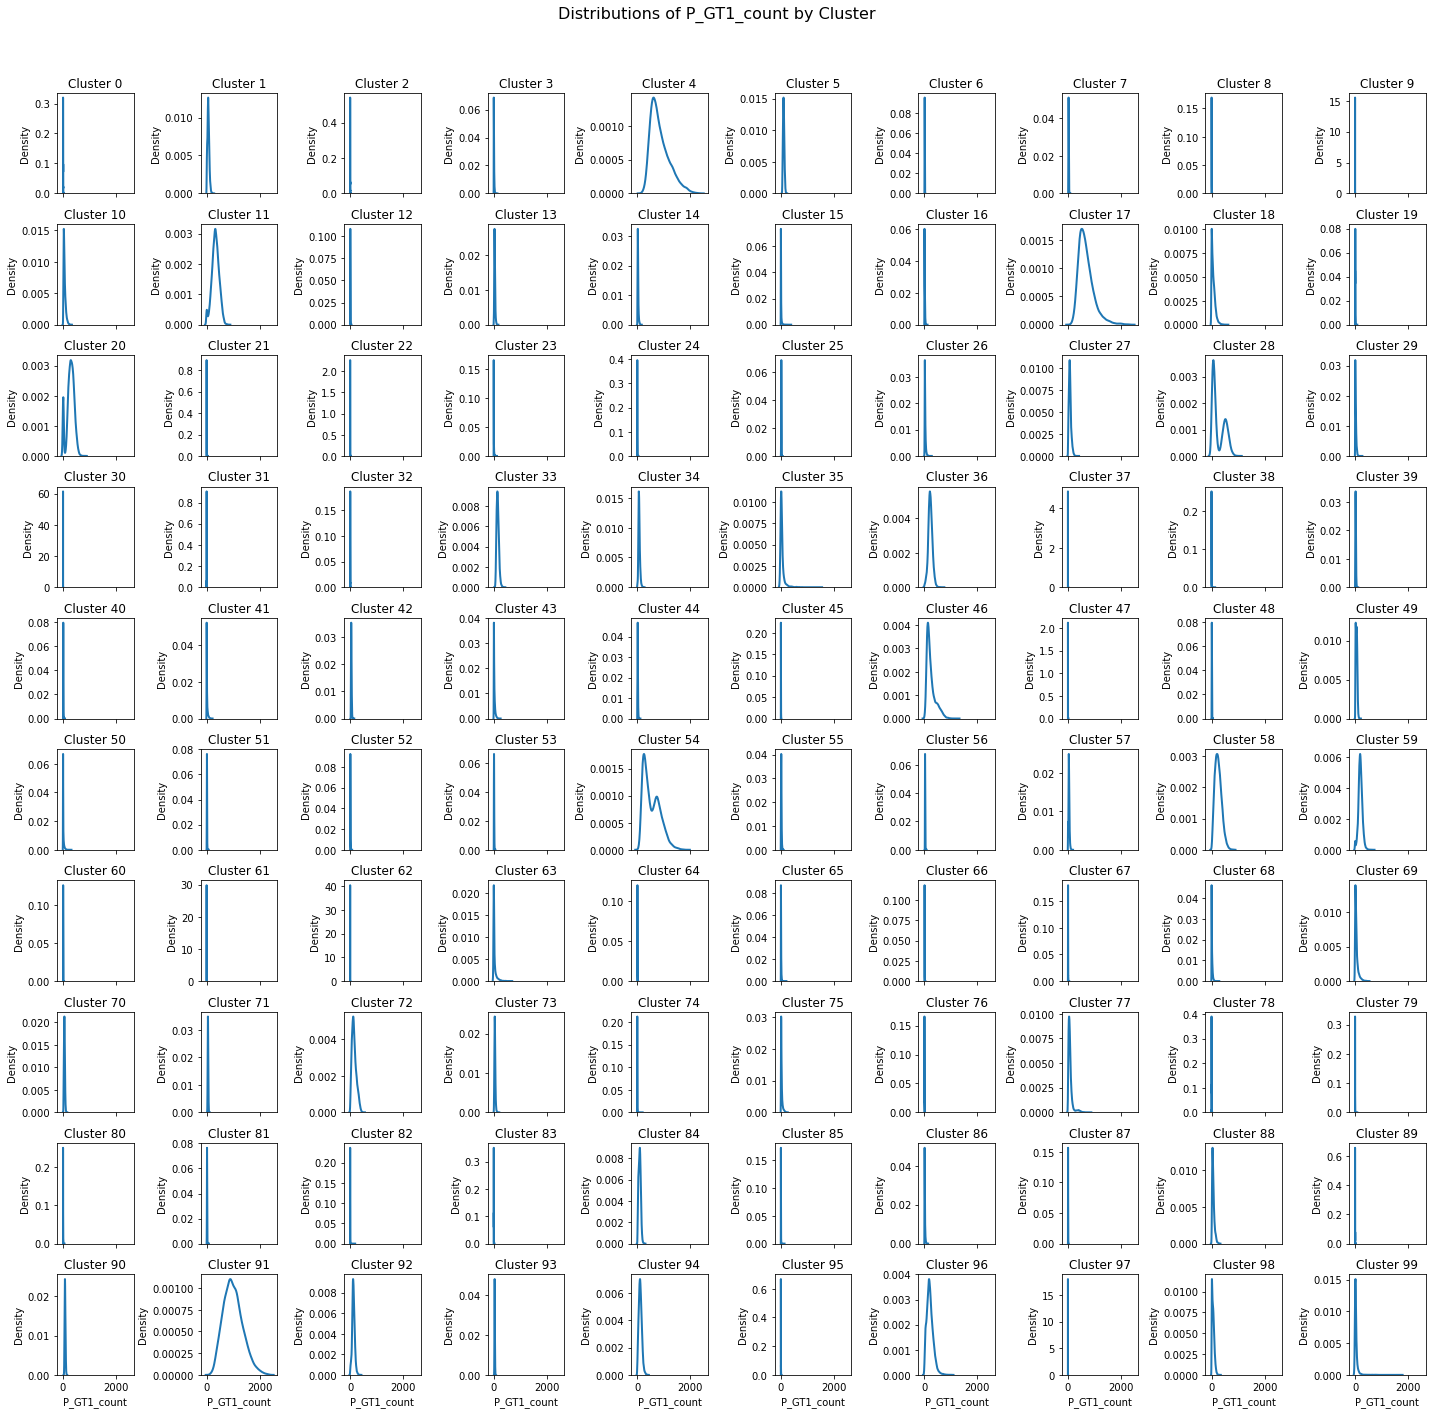 Distributions of P_GT1_count by Cluster
Cluster 0
Density 0.3 0.2 0.1 0.0
Cluster 1
Density 0.010 0.005 0.000
Cluster 2
Density 0.4 0.2 0.0
Cluster 3
Density 0.06 0.04 0.02 0.00
Cluster 4
Density 0.0010 0.0005 0.0000
Cluster 5
Density 0.015 0.010 0.005 0.000
Cluster 6
Density 0.08 0.06 0.04 0.02 0.00
Cluster 7
Density 0.04 0.02 0.00
Cluster 8
Density 0.15 0.10 0.05 0.00
Cluster 9
Density 15 10 5 0
Cluster 10
Density 0.015 0.010 0.005 0.000
Cluster 11
Density 0.003 0.002 0.001 0.000
Cluster 12
Density 0.100 0.075 0.050 0.025 0.000
Cluster 13
Density 0.02 0.01 0.00
Cluster 14
Density 0.03 0.02 0.01 0.00
Cluster 15
Density 0.06 0.04 0.02 0.00
Cluster 16
Density 0.06 0.04 0.02 0.00
Cluster 17
Density 0.0015 0.0010 0.0005 0.0000
Cluster 18
Density 0.0100 0.0075 0.0050 0.0025 0.0000
Cluster 19
Density 0.08 0.06 0.04 0.02 0.00
Cluster 20
Density 0.003 0.002 0.001 0.000
Cluster 21
Density 0.8 0.6 0.4 0.2 0.0
Cluster 22
Density 2.0 1.5 1.0 0.5 0.0
Cluster 23
Density 0.15 0.10 0.05 0.00
Cluster 24
Density 0.4 0.3 0.2 0.1 0.0
Cluster 25
Density 0.06 0.04 0.02 0.00
Cluster 26
Density 0.03 0.02 0.01 0.00
Cluster 27
Density 0.0100 0.0075 0.0050 0.0025 0.0000
Cluster 28
Density 0.003 0.002 0.001 0.000
Cluster 29
Density 0.03 0.02 0.01 0.00
Cluster 30
Density 60 40 20 0
Cluster 31
Density 0.8 0.6 0.4 0.2 0.0
Cluster 32
Density 0.15 0.10 0.05 0.00
Cluster 33
Density 0.008 0.006 0.004 0.002 0.000
Cluster 34
Density 0.015 0.010 0.005 0.000
Cluster 35
Density 0.0100 0.0075 0.0050 0.0025 0.0000
Cluster 36
Density 0.004 0.002 0.000
Cluster 37
Density 4 2 0
Cluster 38
Density 0.2 0.1 0.0
Cluster 39
Density 0.03 0.02 0.01 0.00
Cluster 40
Density 0.08 0.06 0.04 0.02 0.00
Cluster 41
Density 0.04 0.02 0.00
Cluster 42
Density 0.03 0.02 0.01 0.00
Cluster 43
Density 0.04 0.03 0.02 0.01 0.00
Cluster 44
Density 0.04 0.03 0.02 0.01 0.00
Cluster 45
Density 0.20 0.15 0.10 0.05 0.00
Cluster 46
Density 0.004 0.003 0.002 0.001 0.000
Cluster 47
Density 2.0 1.5 1.0 0.5 0.0
Cluster 48
Density 0.08 0.06 0.04 0.02 0.00
Cluster 49
Density 0.010 0.005 0.000
Cluster 50
Density 0.06 0.04 0.02 0.00
Cluster 51
Density 0.08 0.06 0.04 0.02 0.00
Cluster 52
Density 0.08 0.06 0.04 0.02 0.00
Cluster 53
Density 0.06 0.04 0.02 0.00
Cluster 54
Density 0.0015 0.0010 0.0005 0.0000
Cluster 55
Density 0.04 0.03 0.02 0.01 0.00
Cluster 56
Density 0.06 0.04 0.02 0.00
Cluster 57
Density 0.02 0.01 0.00
Cluster 58
Density 0.003 0.002 0.001 0.000
Cluster 59
Density 0.006 0.004 0.002 0.000
Cluster 60
Density 0.10 0.05 0.00
Cluster 61
Density 30 20 10 0
Cluster 62
Density 40 30 20 10 0
Cluster 63
Density 0.020 0.015 0.010 0.005 0.000
Cluster 64
Density 0.10 0.05 0.00
Cluster 65
Density 0.08 0.06 0.04 0.02 0.00
Cluster 66
Density 0.100 0.075 0.050 0.025 0.000
Cluster 67
Density 0.15 0.10 0.05 0.00
Cluster 68
Density 0.04 0.03 0.02 0.01 0.00
Cluster 69
Density 0.010 0.005 0.000
Cluster 70
Density 0.020 0.015 0.010 0.005 0.000
Cluster 71
Density 0.03 0.02 0.01 0.00
Cluster 72
Density 0.004 0.002 0.000
Cluster 73
Density 0.02 0.01 0.00
Cluster 74
Density 0.20 0.15 0.10 0.05 0.00
Cluster 75
Density 0.03 0.02 0.01 0.00
Cluster 76
Density 0.15 0.10 0.05 0.00
Cluster 77
Density 0.0100 0.0075 0.0050 0.0025 0.0000
Cluster 78
Density 0.4 0.3 0.2 0.1 0.0
Cluster 79
Density 0.3 0.2 0.1 0.0
Cluster 80
Density 0.2 0.1 0.0
Cluster 81
Density 0.08 0.06 0.04 0.02 0.00
Cluster 82
Density 0.20 0.15 0.10 0.05 0.00
Cluster 83
Density 0.3 0.2 0.1 0.0
Cluster 84
Density 0.008 0.006 0.004 0.002 0.000
Cluster 85
Density 0.15 0.10 0.05 0.00
Cluster 86
Density 0.04 0.02 0.00
Cluster 87
Density 0.15 0.10 0.05 0.00
Cluster 88
Density 0.010 0.005 0.000
Cluster 89
Density 0.6 0.4 0.2 0.0
Cluster 90
Density 0.02 0.01 0.00
0 2000
P_GT1_count
Cluster 91
Density 0.00100 0.00075 0.00050 0.00025 0.00000
0 2000
P_GT1_count
Cluster 92
Density 0.008 0.006 0.004 0.002 0.000
0 2000
P_GT1_count
Cluster 93
Density 0.04 0.02 0.00
0 2000
P_GT1_count
Cluster 94
Density 0.006 0.004 0.002 0.000
0 2000
P_GT1_count
Cluster 95
Density 0.6 0.4 0.2 0.0
0 2000
P_GT1_count
Cluster 96
Density 0.004 0.003 0.002 0.001 0.000
0 2000
P_GT1_count
Cluster 97
Density 15 10 5 0
0 2000
P_GT1_count
Cluster 98
Density 0.0100 0.0075 0.0050 0.0025 0.0000
0 2000
P_GT1_count
Cluster 99
Density 0.015 0.010 0.005 0.000
0 2000
P_GT1_count